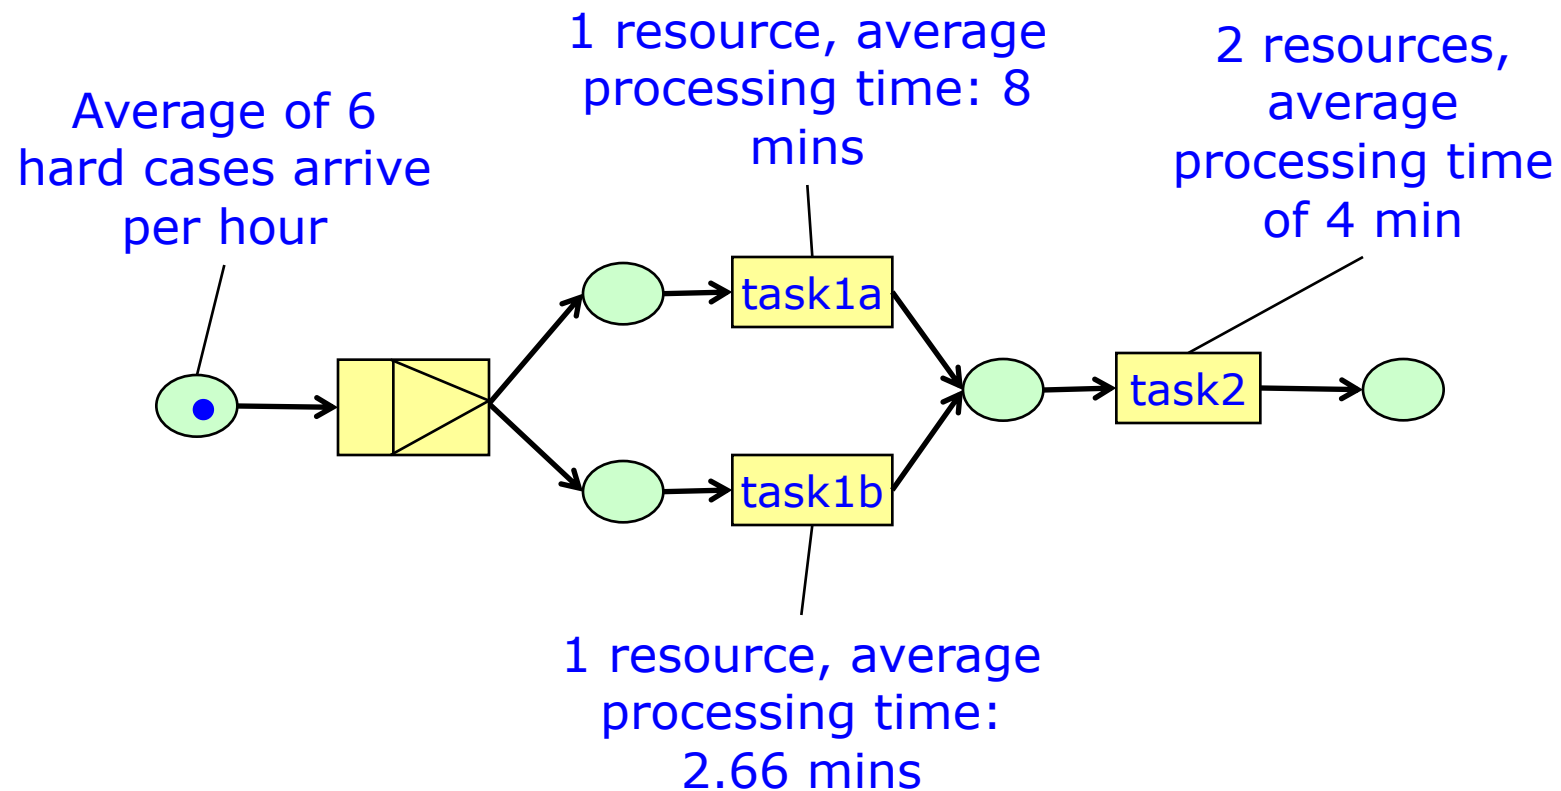 1 resource, average
processing time: 8
mins
2 resources,
average
processing time
of 4 min
Average of 6
hard cases arrive
per hour
task1a
task2
task1b
1 resource, average
processing time:
2.66 mins